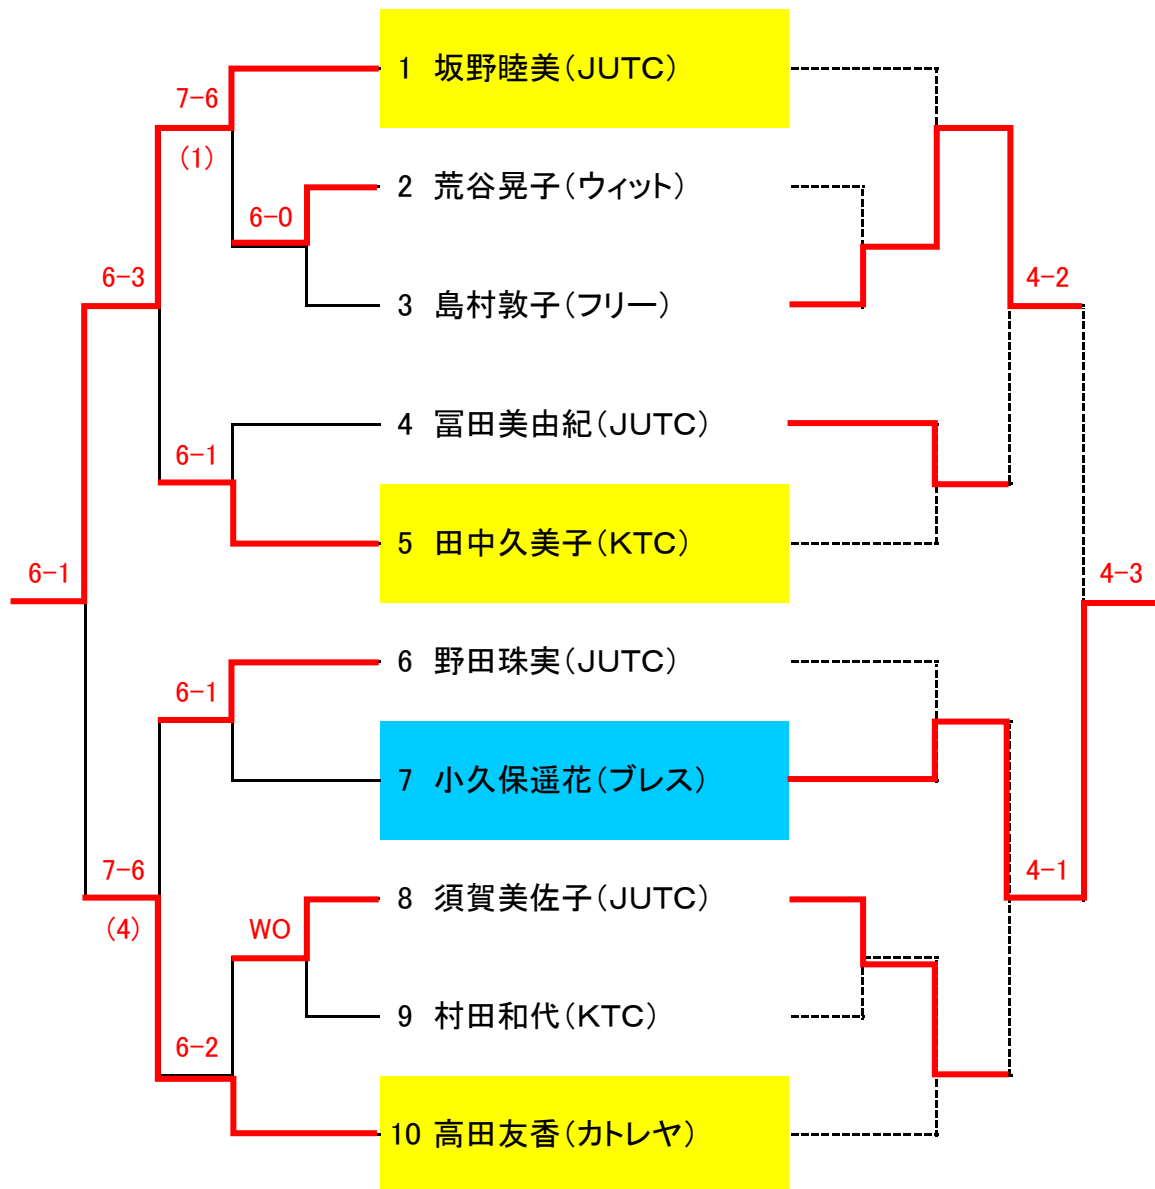 1 坂野睦美（JUTC）
7-6
(1)
2 荒谷晃子（ウィット）
6-0
6-3
3 島村敦子（フリー）
4-2
4 冨田美由紀（JUTC）
6-1
5 田中久美子（KTC）
6-1
4-3
6 野田珠実（JUTC）
6-1
7 小久保遥花（ブレス）
7-6
(4)
4-1
8 須賀美佐子（JUTC）
WO
9 村田和代（KTC）
6-2
10 高田友香（カトレヤ）